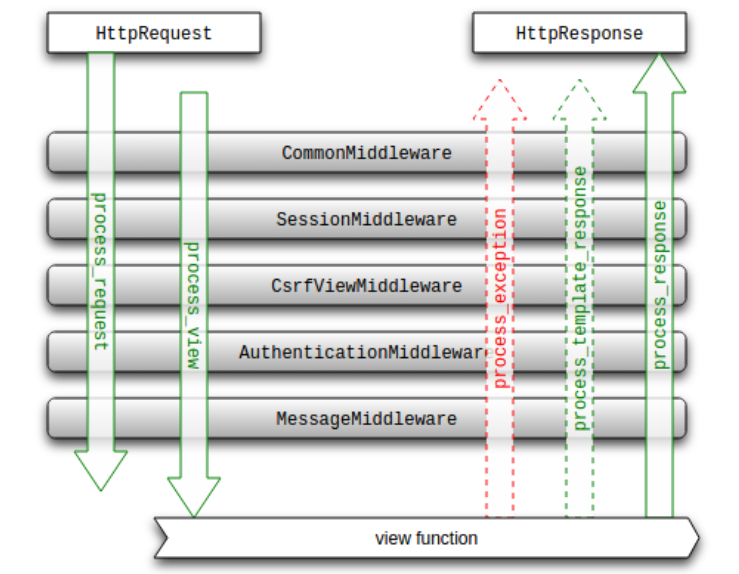 HttpRequest
HttpResponse
CommonMiddleware
SessionMiddleware
CsrfViewMiddleware
AuthenticationMiddleware
MessageMiddleware
process_request
process_view
process_exception
process_template_response
process_response
view function